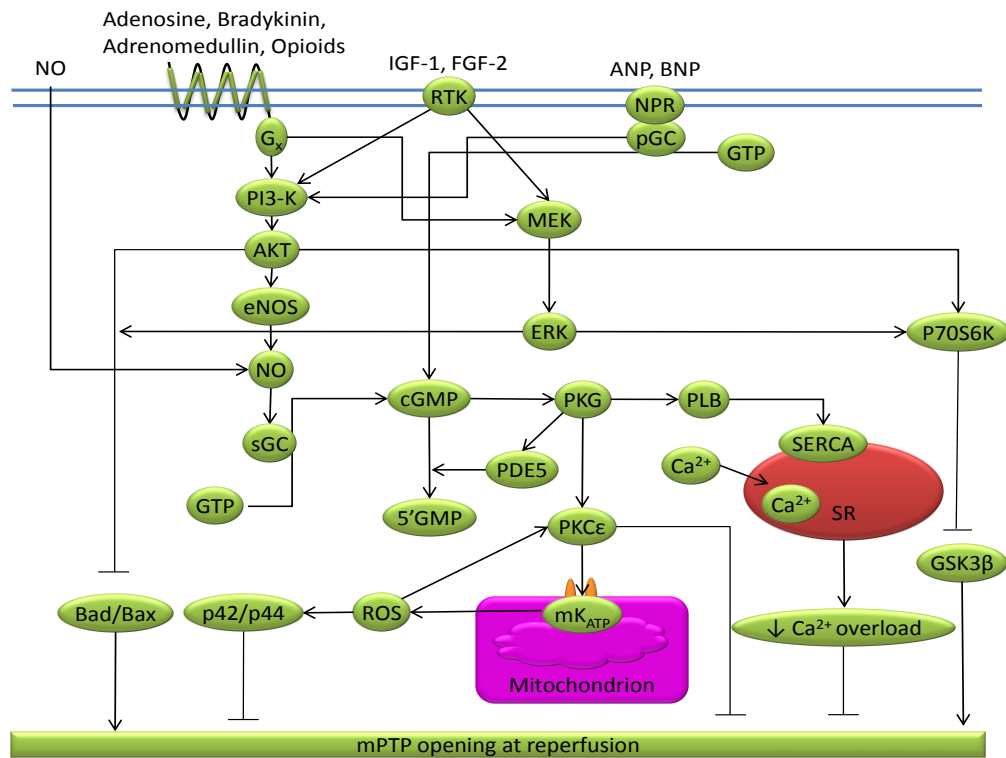 Adenosine, Bradykinin,
Adrenomedullin, Opioids
NO
IGF-1, FGF-2
ANP, BNP
RTK
NPR
Gx
pGC
GTP
PI3-K
MEK
AKT
eNOS
ERK
P70S6K
NO
cGMP
PKG
PLB
sGC
SERCA
PDE5
Ca²⁺
GTP
Ca²⁺
SR
5’GMP
PKCε
GSK3β
Bad/Bax
p42/p44
ROS
mKATP
↓ Ca²⁺ overload
Mitochondrion
mPTP opening at reperfusion